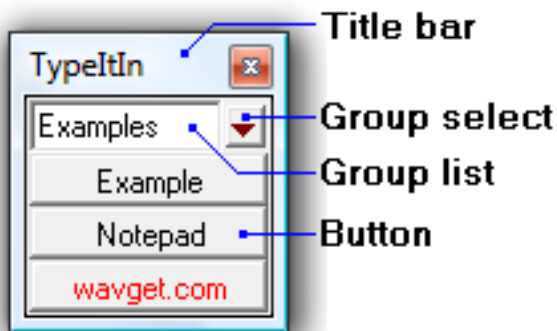 Title bar
TypeItIn
Examples
Group select
Example
Group list
Notepad
Button
wavget.com